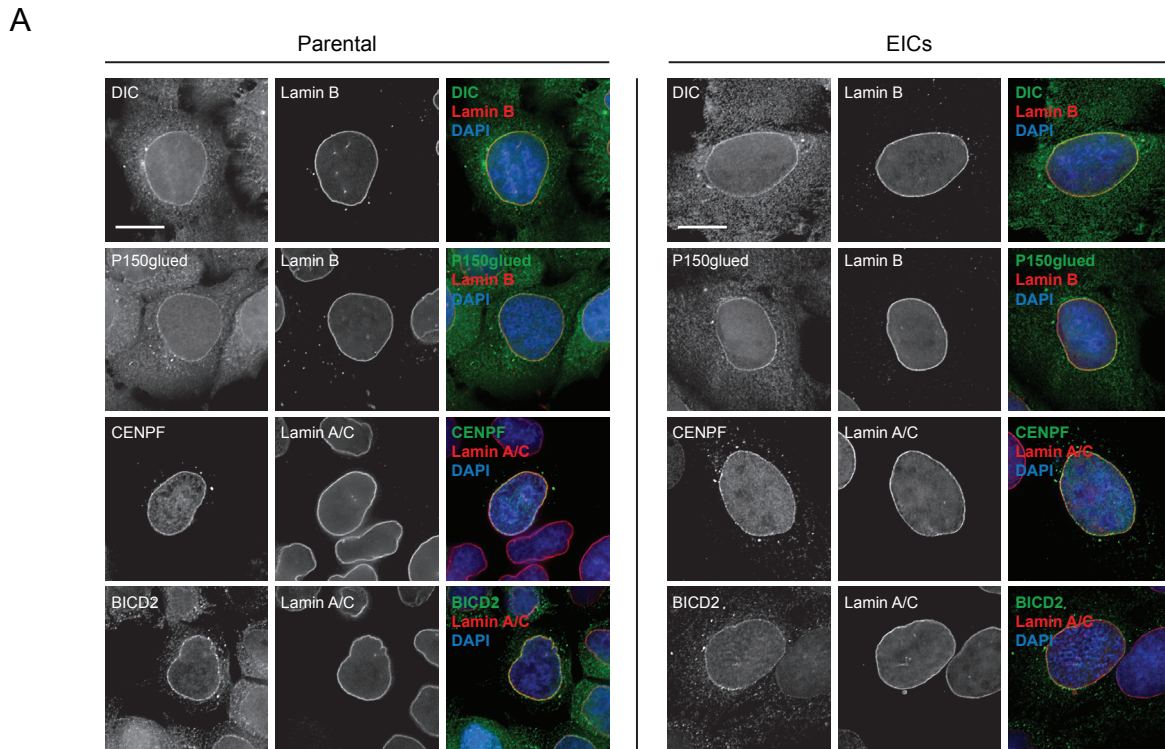 A
Parental
EICs
DIC
Lamin B
DIC
Lamin B
DAPI
DIC
Lamin B
DIC
Lamin B
DAPI
P150glued
Lamin B
P150glued
Lamin B
DAPI
P150glued
Lamin B
P150glued
Lamin B
DAPI
CENPF
Lamin A/C
CENPF
Lamin A/C
DAPI
CENPF
Lamin A/C
CENPF
Lamin A/C
DAPI
BICD2
Lamin A/C
BICD2
Lamin A/C
DAPI
BICD2
Lamin A/C
BICD2
Lamin A/C
DAPI